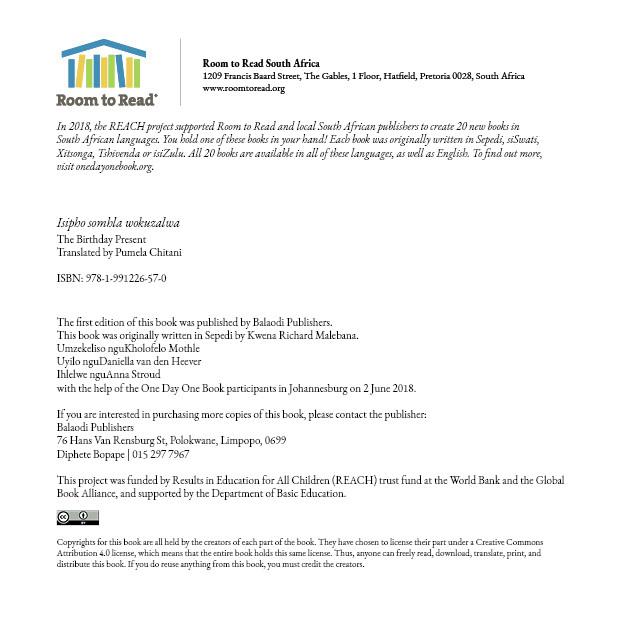 Room to Read
Room to Read South Africa
1209 Francis Baard Street, The Gables, 1 Floor, Hatfield, Pretoria 0028, South Africa
www.roomtoread.org
In 2018, the REACH project supported Room to Read and local South African publishers to create 20 new books in
South African languages. You hold one of these books in your hand! Each book was originally written in Sepedi, siSwati,
Xitsonga, Tshivenda or isiZulu. All 20 books are available in all of these languages, as well as English. To find out more,
visit onedayonebook.org.
Isipho somhla wokuzalwa
The Birthday Present
Translated by Pumela Chitani
ISBN: 978-1-991226-57-0
The first edition of this book was published by Balaodi Publishers.
This book was originally written in Sepedi by Kwena Richard Malebana.
Umzekeliso nguKholofelo Mothle
Uyilo nguDaniella van den Heever
Ihlelwe nguAnna Stroud
with the help of the One Day One Book participants in Johannesburg on 2 June 2018.
If you are interested in purchasing more copies of this book, please contact the publisher:
Balaodi Publishers
76 Hans Van Rensburg St, Polokwane, Limpopo, 0699
Diphete Bopape | 015 297 7967
This project was funded by Results in Education for All Children (REACH) trust fund at the World Bank and the Global
Book Alliance, and supported by the Department of Basic Education.
cc BY
Copyrights for this book are all held by the creators of each part of the book. They have chosen to license their part under a Creative Commons
Attribution 4.0 license, which means that the entire book holds this same license. Thus, anyone can freely read, download, translate, print, and
distribute this book. If you do reuse anything from this book, you must credit the creators.